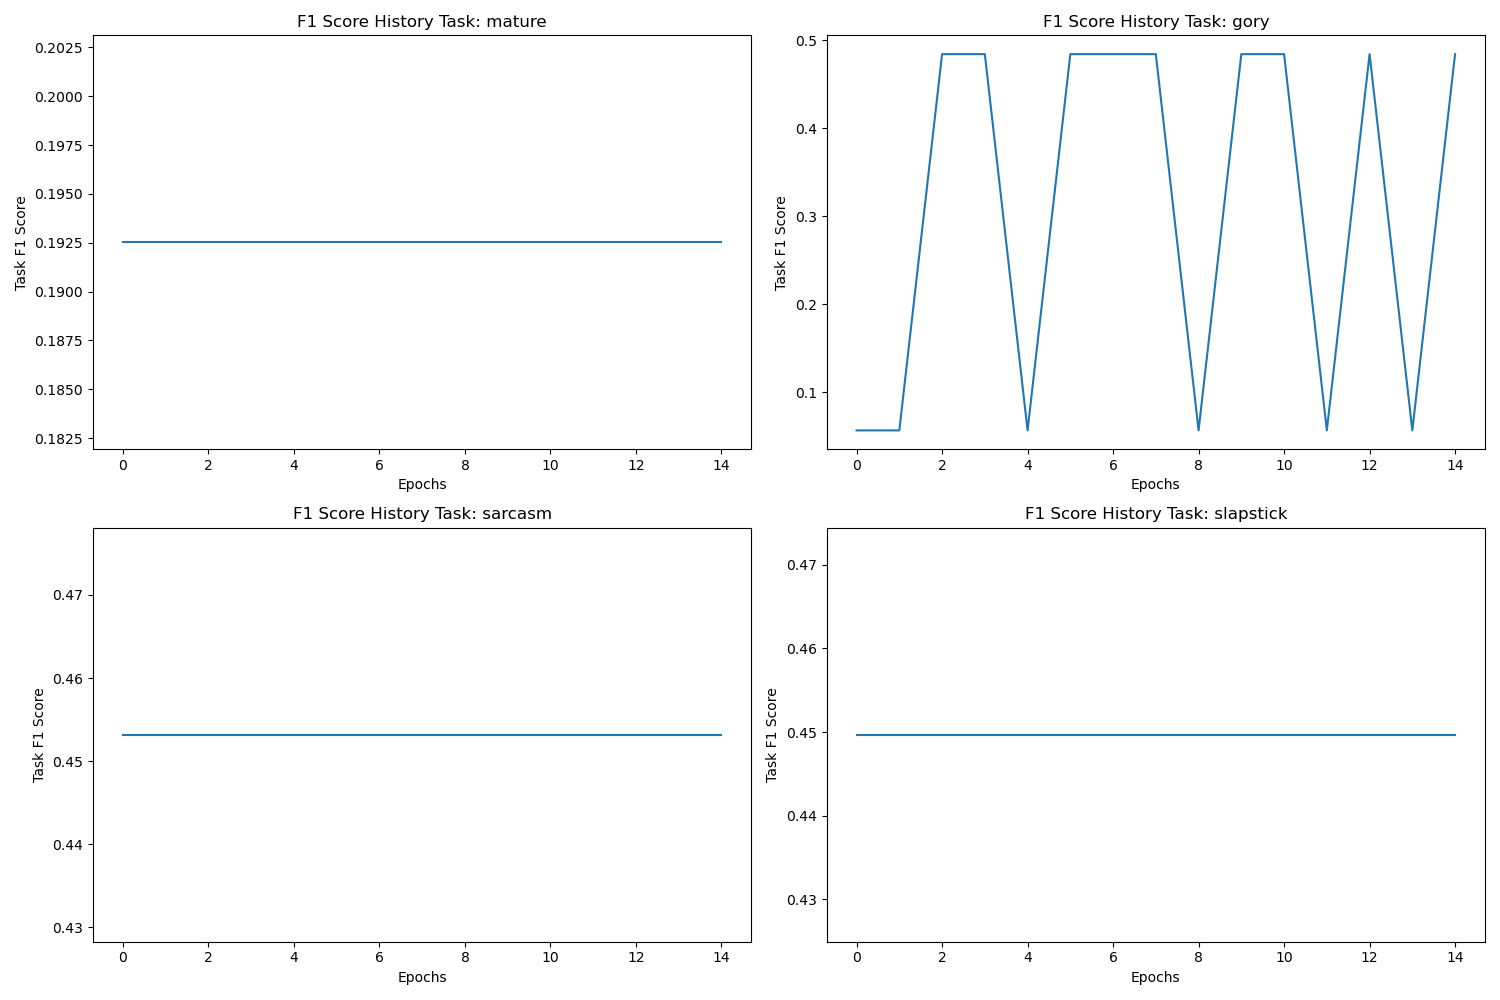 F1 Score History Task: mature
0.2025
0.2000
0.1975
0.1950
0.1925
0.1900
0.1875
0.1850
0.1825
Task F1 Score
0 2 4 6 8 10 12 14
Epochs
F1 Score History Task: gory
0.5
0.4
0.3
0.2
0.1
Task F1 Score
0 2 4 6 8 10 12 14
Epochs
F1 Score History Task: sarcasm
0.47
0.46
0.45
0.44
0.43
Task F1 Score
0 2 4 6 8 10 12 14
Epochs
F1 Score History Task: slapstick
0.47
0.46
0.45
0.44
0.43
Task F1 Score
0 2 4 6 8 10 12 14
Epochs